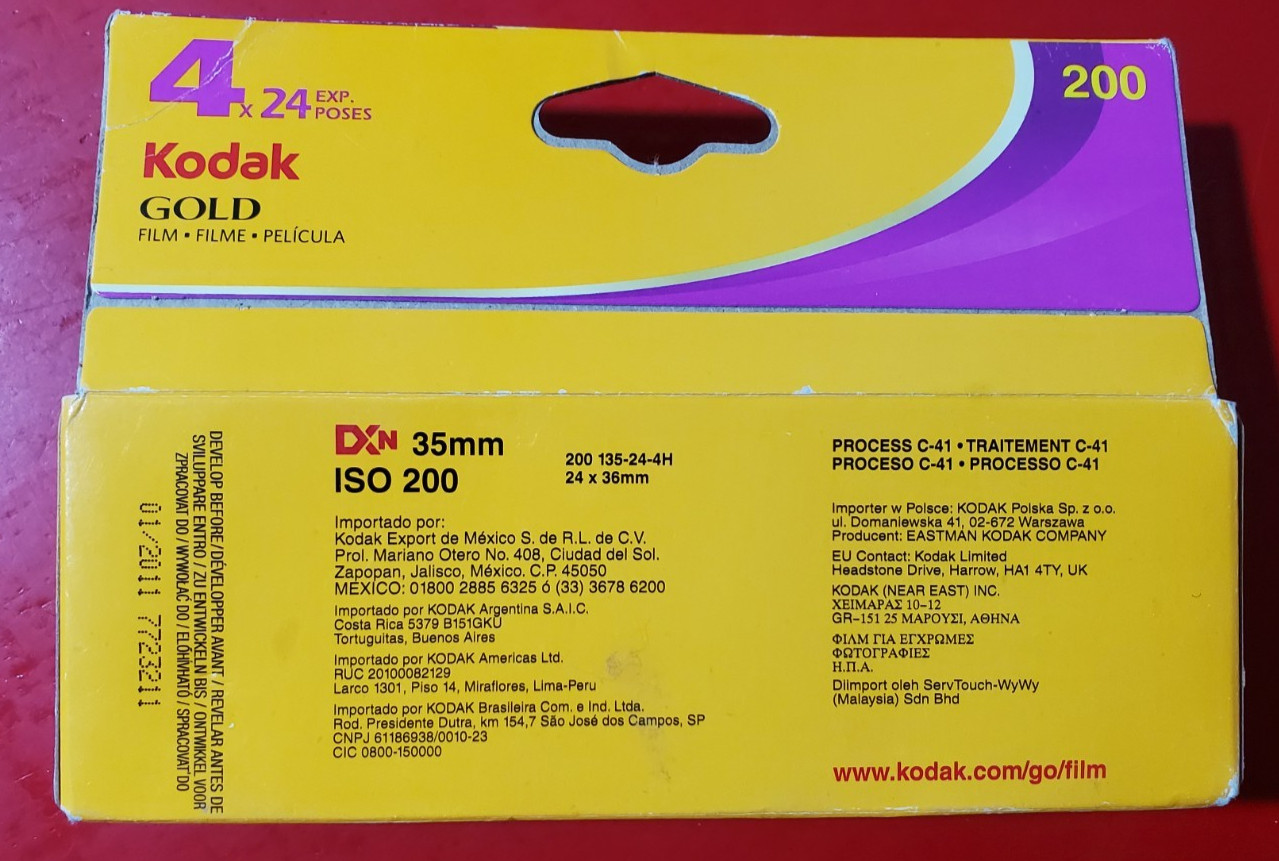 4 x 24 EXP. POSES
200
Kodak
GOLD
FILM • FILME • PELÍCULA
DEVELOP BEFORE / DÉVELOPPER AVANT / REVELAR ANTES DE
SVILUPPARE ENTRO / ZU ENTWICKELN BIS / ONTWIKKEL VOOR
ZPRACOVAT DO / WYWOŁAĆ DO / ELŐHÍVHATÓ / SPRACOVAŤ DO
01/2011 7723211
DXN 35mm
ISO 200
200 135-24-4H
24 x 36mm
Importado por:
Kodak Export de México S. de R.L. de C.V.
Prol. Mariano Otero No. 408, Ciudad del Sol.
Zapopan, Jalisco, México. C.P. 45050
MÉXICO: 01800 2885 6325 ó (33) 3678 6200
Importado por KODAK Argentina S.A.I.C.
Costa Rica 5379 B151GKU
Tortuguitas, Buenos Aires
Importado por KODAK Americas Ltd.
RUC 20100082129
Larco 1301, Piso 14, Miraflores, Lima-Peru
Importado por KODAK Brasileira Com. e Ind. Ltda.
Rod. Presidente Dutra, km 154,7 São José dos Campos, SP
CNPJ 61186938/0010-23
CIC 0800-150000
PROCESS C-41 • TRAITEMENT C-41
PROCESO C-41 • PROCESSO C-41
Importer w Polsce: KODAK Polska Sp. z o.o.
ul. Domaniewska 41, 02-672 Warszawa
Producent: EASTMAN KODAK COMPANY
EU Contact: Kodak Limited
Headstone Drive, Harrow, HA1 4TY, UK
KODAK (NEAR EAST) INC.
ΧΕΙΜΑΡΑΣ 10–12
GR–151 25 ΜΑΡΟΥΣΙ, ΑΘΗΝΑ
ΦΙΛΜ ΓΙΑ ΕΓΧΡΩΜΕΣ
ΦΩΤΟΓΡΑΦΙΕΣ
Η.Π.Α.
Diimport oleh ServTouch-WyWy
(Malaysia) Sdn Bhd
www.kodak.com/go/film